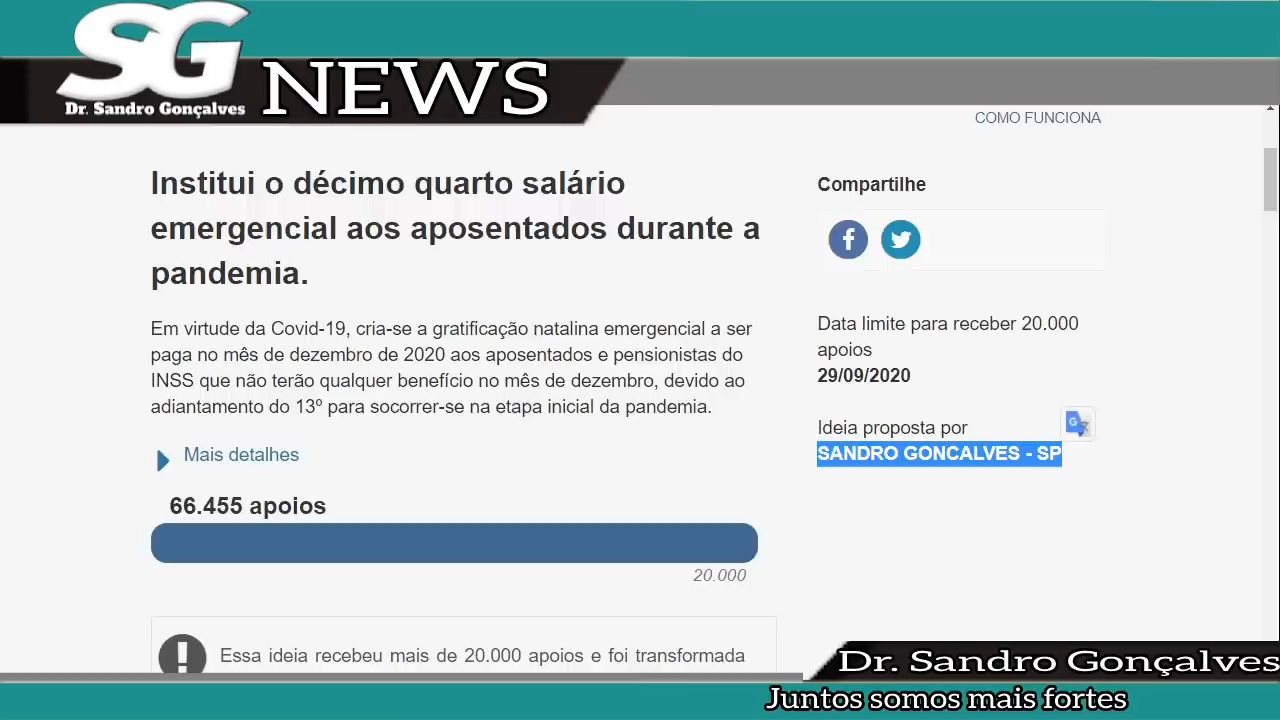 SG
Dr. Sandro Gonçalves
NEWS
COMO FUNCIONA
Institui o décimo quarto salário
emergencial aos aposentados durante a
pandemia.
Em virtude da Covid-19, cria-se a gratificação natalina emergencial a ser
paga no mês de dezembro de 2020 aos aposentados e pensionistas do
INSS que não terão qualquer benefício no mês de dezembro, devido ao
adiantamento do 13º para socorrer-se na etapa inicial da pandemia.
Mais detalhes
66.455 apoios
20.000
Essa ideia recebeu mais de 20.000 apoios e foi transformada
Compartilhe
Data limite para receber 20.000
apoios
29/09/2020
Ideia proposta por
SANDRO GONCALVES - SP
Dr. Sandro Gonçalves
Juntos somos mais fortes